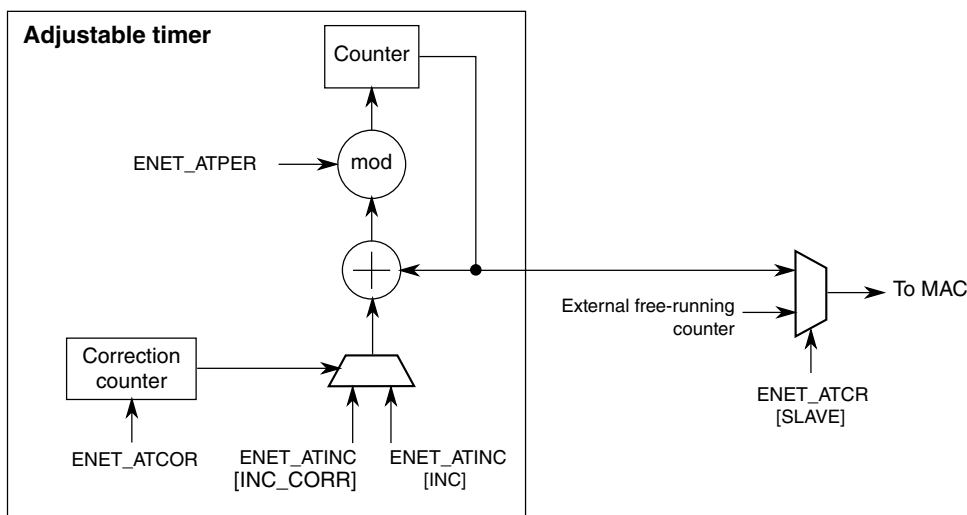 Adjustable timer
Counter
ENET_ATPER
mod
External free-running
counter
To MAC
Correction
counter
ENET_ATCR
[SLAVE]
ENET_ATCOR
ENET_ATINC
[INC_CORR]
ENET_ATINC
[INC]